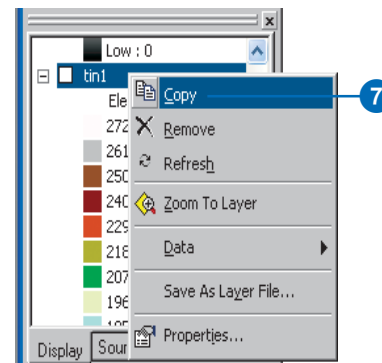 Low : 0
tin1
Copy
7
Ele
Remove
272
Refresh
261
250
240
Zoom To Layer
229
218
Data
207
196
Save As Layer File...
Properties...
Display
Sour